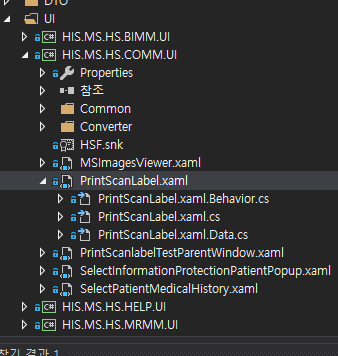 DTO
UI
C# HIS.MS.HS.BIMM.UI
C# HIS.MS.HS.COMM.UI
Properties
참조
Common
Converter
HSF.snk
MSImagesViewer.xaml
PrintScanLabel.xaml
PrintScanLabel.xaml.Behavior.cs
PrintScanLabel.xaml.cs
PrintScanLabel.xaml.Data.cs
PrintScanlabelTestParentWindow.xaml
SelectInformationProtectionPatientPopup.xaml
SelectPatientMedicalHistory.xaml
C# HIS.MS.HS.HELP.UI
C# HIS.MS.HS.MRMM.UI
찾기 결과 1